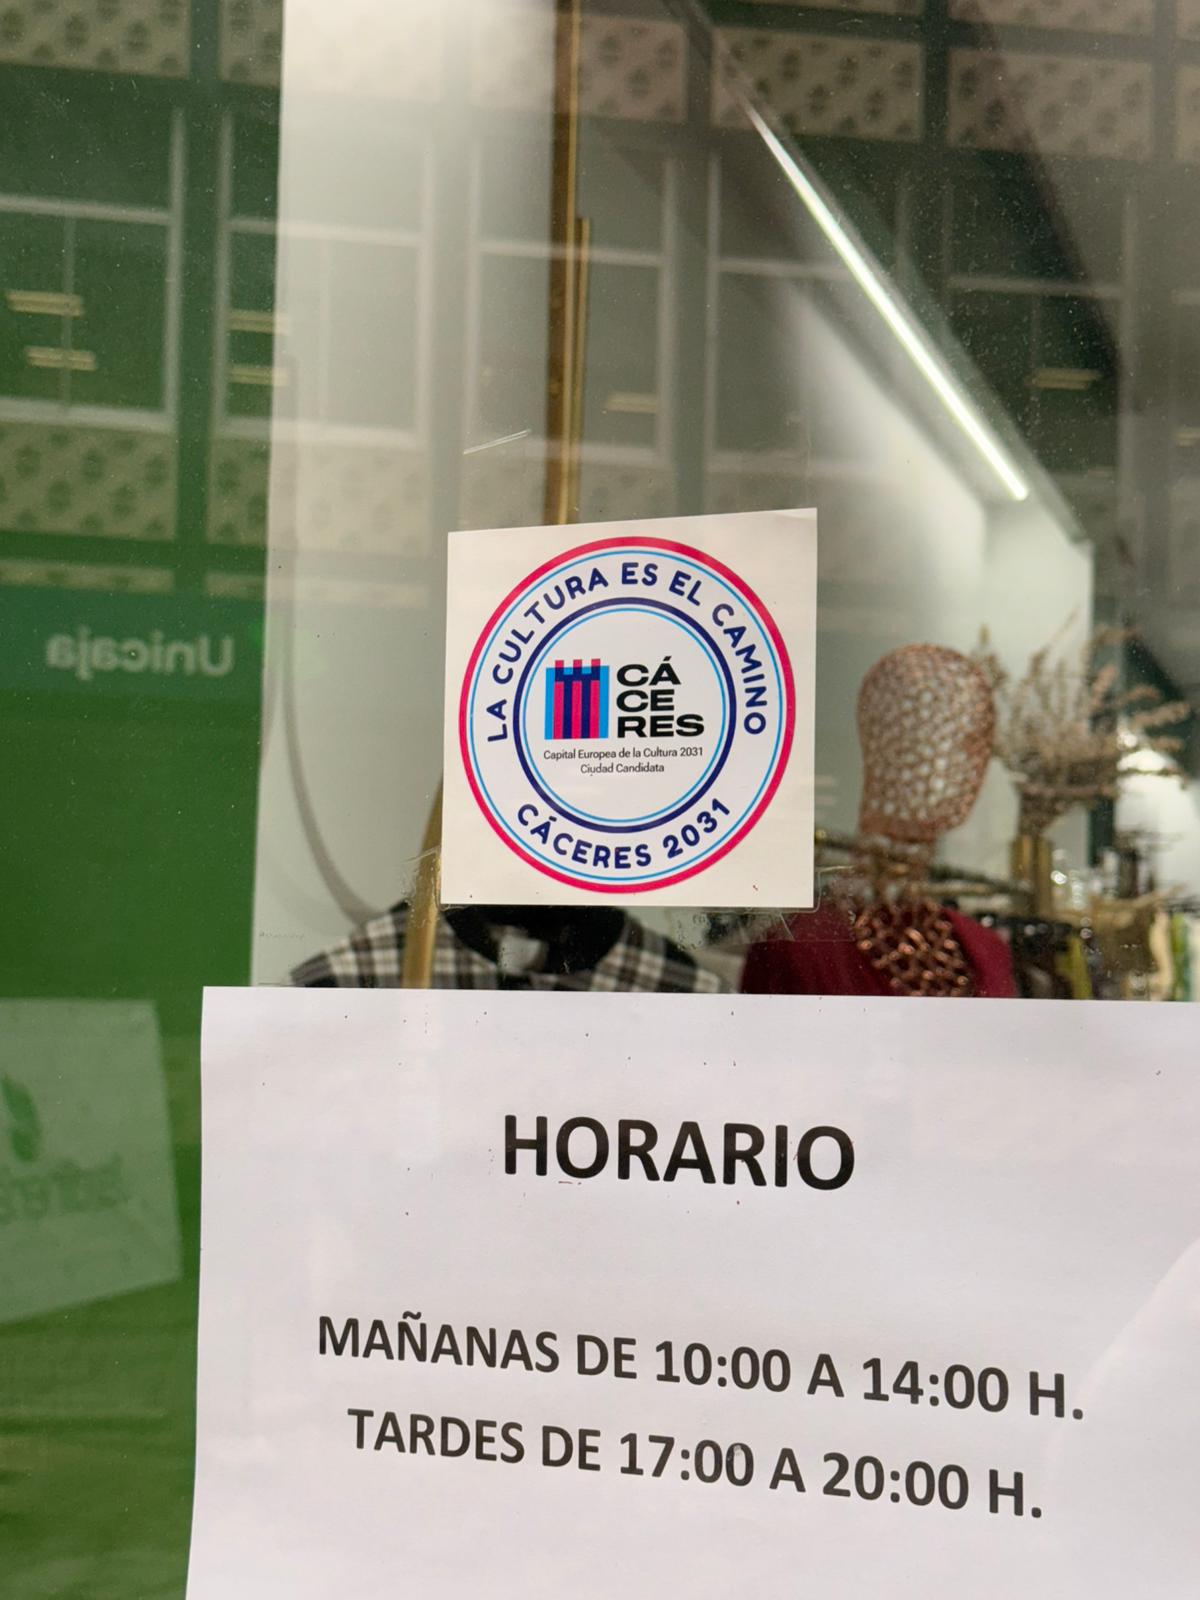 LA CULTURA ES EL CAMINO
CÁ
CE
RES
Capital Europea de la Cultura 2031
Ciudad Candidata
CÁCERES 2031
Unicaja
HORARIO
MAÑANAS DE 10:00 A 14:00 H.
TARDES DE 17:00 A 20:00 H.